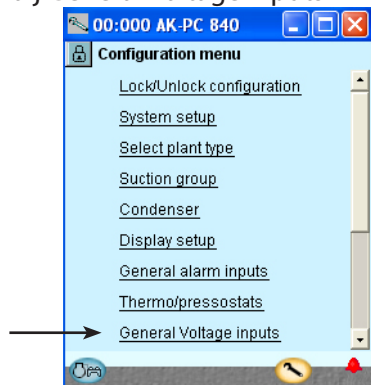 00:000 AK-PC 840
Configuration menu
Lock/Unlock configuration
System setup
Select plant type
Suction group
Condenser
Display setup
General alarm inputs
Thermo/pressostats
General Voltage inputs